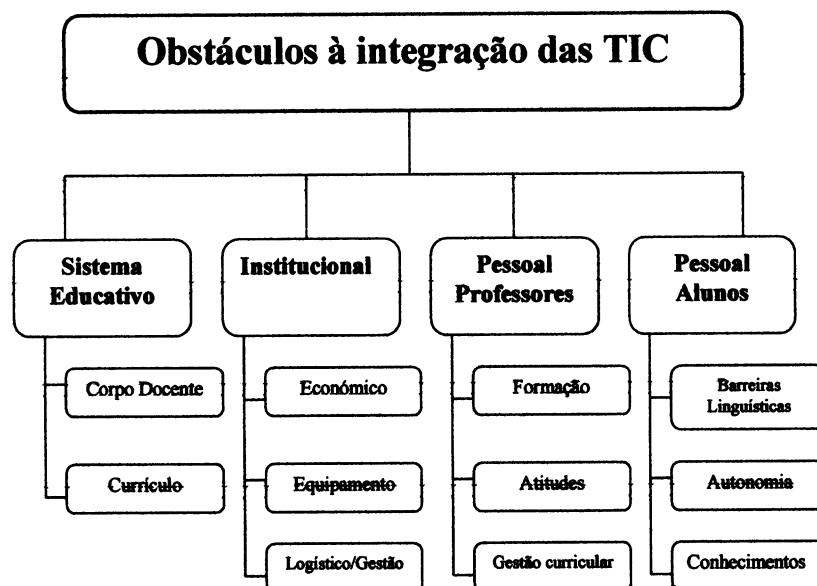 Obstáculos à integração das TIC
Sistema
Educativo
Institucional
Pessoal
Professores
Pessoal
Alunos
Corpo Docente
Económico
Formação
Barreiras
Linguísticas
Currículo
Equipamento
Atitudes
Autonomia
Logístico/Gestão
Gestão curricular
Conhecimentos